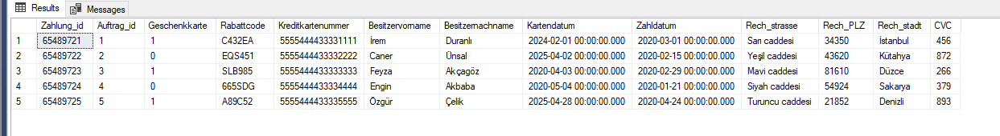 Results Messages
Zahlung_id Auftrag_id Geschenkkarte Rabattcode Kreditkartenummer Besitzervorname Besitzernachname Kartendatum Zahldatum Rech_strasse Rech_PLZ Rech_stadt CVC
1 65489721 1 1 C432EA 5555444433331111 İrem Duranlı 2024-02-01 00:00:00.000 2020-03-01 00:00:00.000 Sarı caddesi 34350 İstanbul 456
2 65489722 2 0 EQS451 5555444433332222 Caner Ünsal 2025-04-02 00:00:00.000 2020-02-15 00:00:00.000 Yeşil caddesi 43620 Kütahya 872
3 65489723 3 1 SLB985 5555444433333333 Feyza Akçagöz 2020-04-03 00:00:00.000 2020-02-29 00:00:00.000 Mavi caddesi 81610 Düzce 266
4 65489724 4 0 665SDG 5555444433334444 Engin Akbaba 2020-05-04 00:00:00.000 2020-01-21 00:00:00.000 Siyah caddesi 54924 Sakarya 379
5 65489725 5 1 A89C52 5555444433335555 Özgür Çelik 2025-04-28 00:00:00.000 2020-04-24 00:00:00.000 Turuncu caddesi 21852 Denizli 893